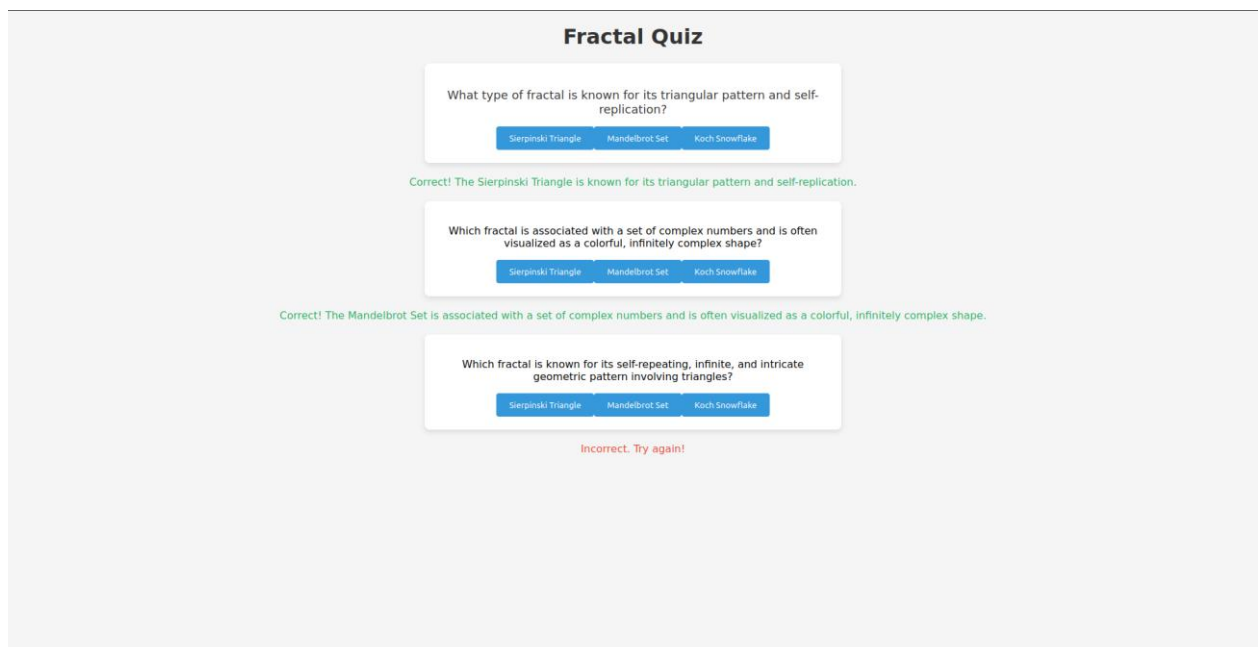 Fractal Quiz
What type of fractal is known for its triangular pattern and self-
replication?
Sierpinski Triangle Mandelbrot Set Koch Snowflake
Correct! The Sierpinski Triangle is known for its triangular pattern and self-replication.
Which fractal is associated with a set of complex numbers and is often
visualized as a colorful, infinitely complex shape?
Sierpinski Triangle Mandelbrot Set Koch Snowflake
Correct! The Mandelbrot Set is associated with a set of complex numbers and is often visualized as a colorful, infinitely complex shape.
Which fractal is known for its self-repeating, infinite, and intricate
geometric pattern involving triangles?
Sierpinski Triangle Mandelbrot Set Koch Snowflake
Incorrect. Try again!